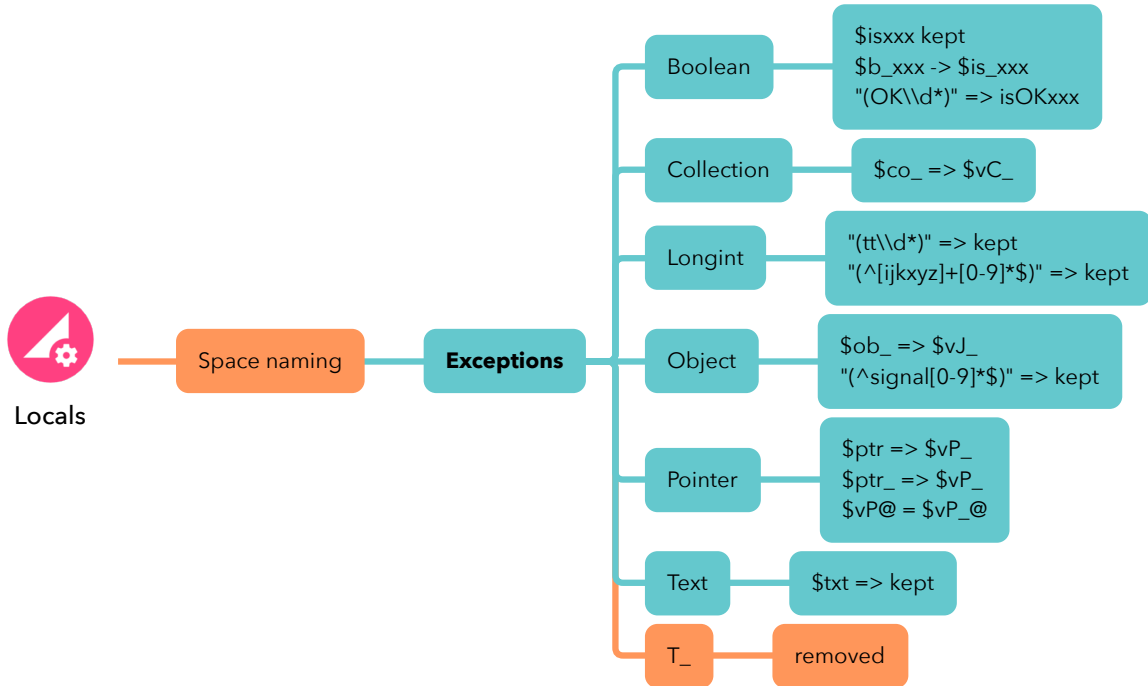 Locals
Space naming
Exceptions
Boolean
$isxxx kept
$b_xxx -> $is_xxx
"(OK\\d*)" => isOKxxx
Collection
$co_ => $vC_
Longint
"(tt\\d*)" => kept
"(^[ijkxyz]+[0-9]*$)" => kept
Object
$ob_ => $vJ_
"(^signal[0-9]*$)" => kept
Pointer
$ptr => $vP_
$ptr_ => $vP_
$vP@ = $vP_@
Text
$txt => kept
T_
removed